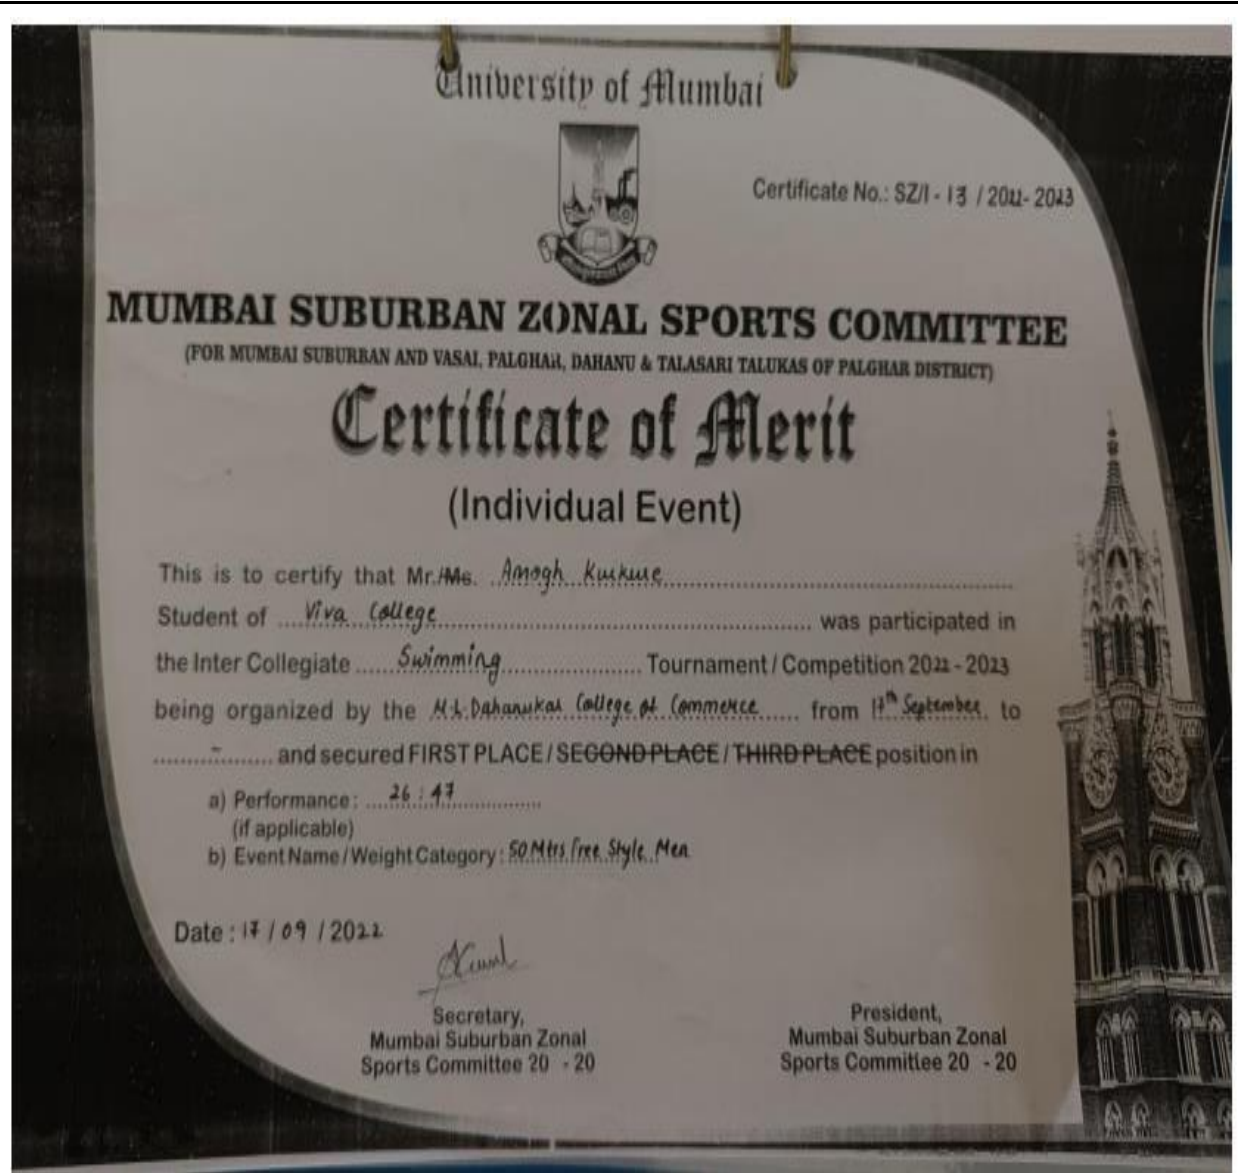 University of Mumbai
Certificate No.: SZ/I - 13 / 2022- 2023
MUMBAI SUBURBAN ZONAL SPORTS COMMITTEE
(FOR MUMBAI SUBURBAN AND VASAI, PALGHAR, DAHANU & TALASARI TALUKAS OF PALGHAR DISTRICT)
Certificate of Merit
(Individual Event)
This is to certify that Mr./Ms. Amogh
Student of Viva College was participated in
the Inter Collegiate Swimming Tournament / Competition 2022 - 2023
being organized by the M.L. Dahanukar College of Commerce from 17th September to
- and secured FIRST PLACE / SECOND PLACE / THIRD PLACE position in
a) Performance : 26 : 47
(if applicable)
b) Event Name / Weight Category : 50 Mtrs Free Style Men
Date : 17 / 09 / 2022
Secretary,
Mumbai Suburban Zonal
Sports Committee 20 - 20
President,
Mumbai Suburban Zonal
Sports Committee 20 - 20